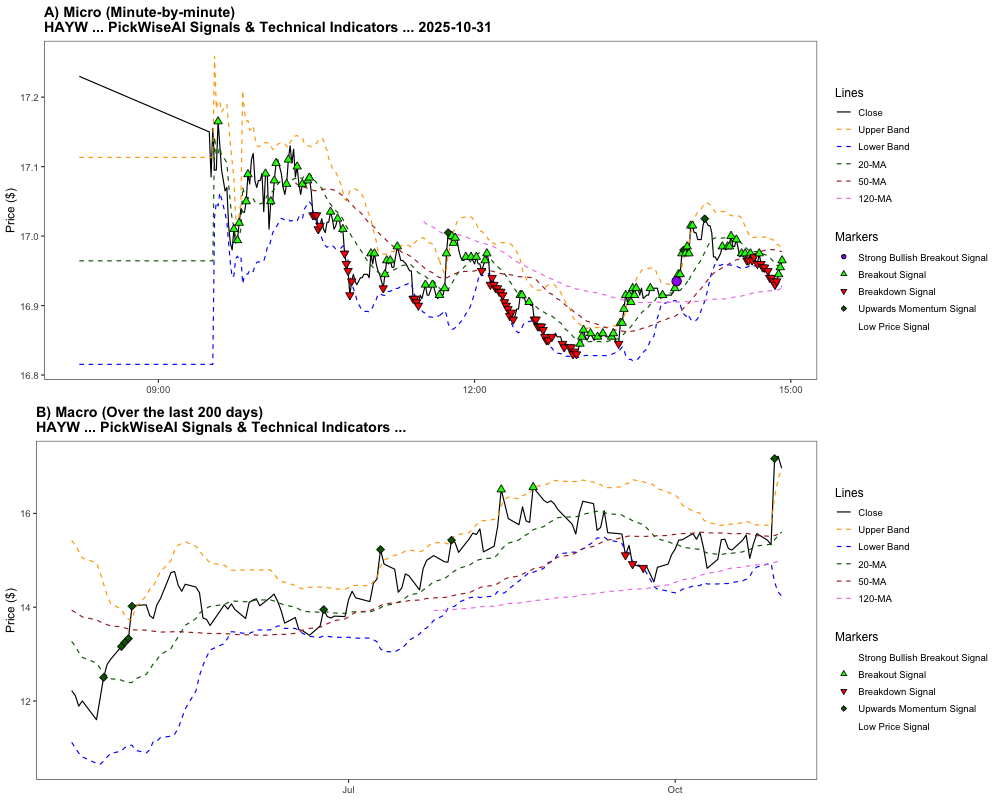 A) Micro (Minute-by-minute)
HAYW ... PickWiseAI Signals & Technical Indicators ... 2025-10-31
Price ($)
17.2
17.1
17.0
16.9
16.8
09:00
12:00
15:00
Lines
Close
Upper Band
Lower Band
20-MA
50-MA
120-MA
Markers
Strong Bullish Breakout Signal
Breakout Signal
Breakdown Signal
Upwards Momentum Signal
Low Price Signal
B) Macro (Over the last 200 days)
HAYW ... PickWiseAI Signals & Technical Indicators ...
Price ($)
16
14
12
Jul
Oct
Lines
Close
Upper Band
Lower Band
20-MA
50-MA
120-MA
Markers
Strong Bullish Breakout Signal
Breakout Signal
Breakdown Signal
Upwards Momentum Signal
Low Price Signal